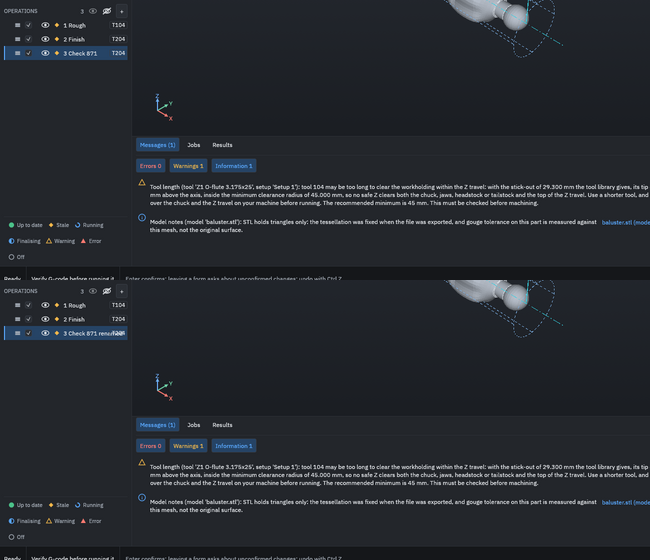 OPERATIONS 3 +
1 Rough T104
2 Finish T204
3 Check 871 T204
Z
Y
X
Messages (1) Jobs Results
Errors 0 Warnings 1 Information 1
Tool length (tool 'Z1 O-flute 3.175x25', setup 'Setup 1'): tool 104 may be too long to clear the workholding within the Z travel: with the stick-out of 29.300 mm the tool library gives, its tip
mm above the axis, inside the minimum clearance radius of 45.000 mm, so no safe Z clears both the chuck, jaws, headstock or tailstock and the top of the Z travel. Use a shorter tool, and
over the chuck and the Z travel on your machine before running. The recommended minimum is 45 mm. This must be checked before machining.
Model notes (model 'baluster.stl'): STL holds triangles only: the tessellation was fixed when the file was exported, and gouge tolerance on this part is measured against baluster.stl (mode
this mesh, not the original surface.
Up to date Stale Running
Finalising Warning Error
Off
Ready Verify G-code before running it Enter confirms; leaving a form asks about unconfirmed changes; undo with Ctrl Z
OPERATIONS 3 +
1 Rough T104
2 Finish T204
3 Check 871
Z
Y
X
Messages (1) Jobs Results
Errors 0 Warnings 1 Information 1
Tool length (tool 'Z1 O-flute 3.175x25', setup 'Setup 1'): tool 104 may be too long to clear the workholding within the Z travel: with the stick-out of 29.300 mm the tool library gives, its tip
mm above the axis, inside the minimum clearance radius of 45.000 mm, so no safe Z clears both the chuck, jaws, headstock or tailstock and the top of the Z travel. Use a shorter tool, and
over the chuck and the Z travel on your machine before running. The recommended minimum is 45 mm. This must be checked before machining.
Model notes (model 'baluster.stl'): STL holds triangles only: the tessellation was fixed when the file was exported, and gouge tolerance on this part is measured against baluster.stl (mode
this mesh, not the original surface.
Up to date Stale Running
Finalising Warning Error
Off
Ready Verify G-code before running it Enter confirms; leaving a form asks about unconfirmed changes; undo with Ctrl Z